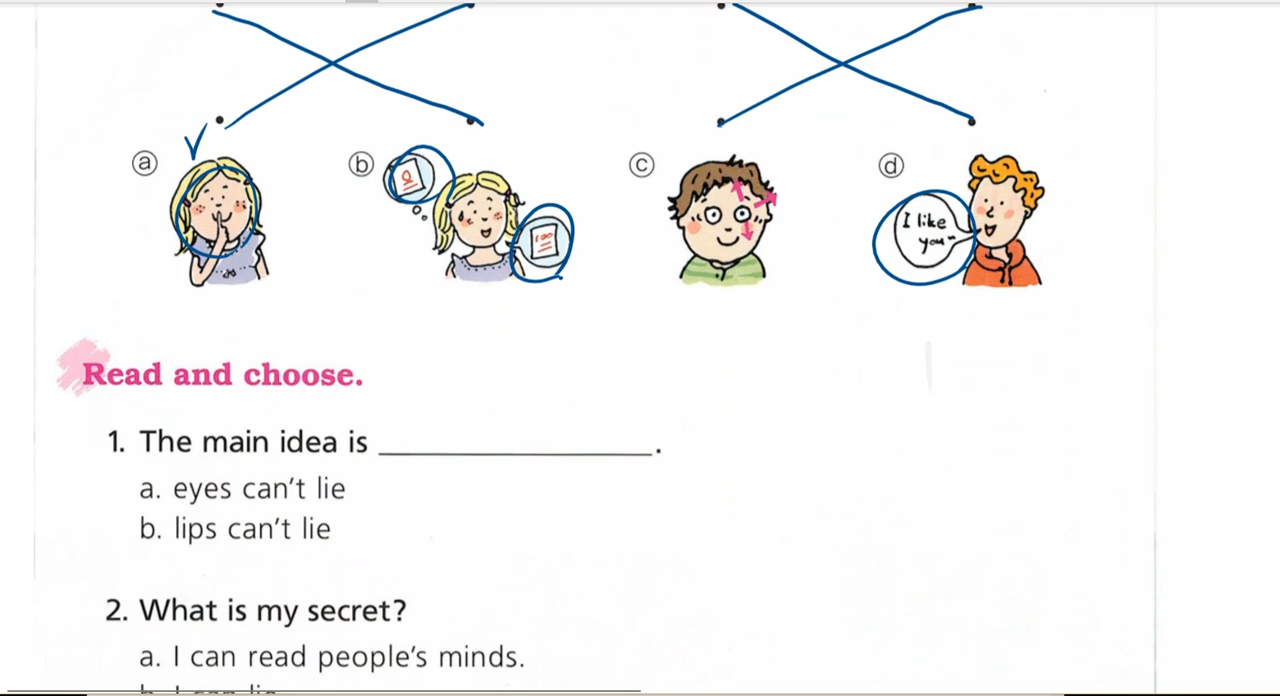 ⓐ ⓑ ⓒ ⓓ
I like
you
Read and choose.
1. The main idea is ____________________.
a. eyes can't lie
b. lips can't lie
2. What is my secret?
a. I can read people's minds.